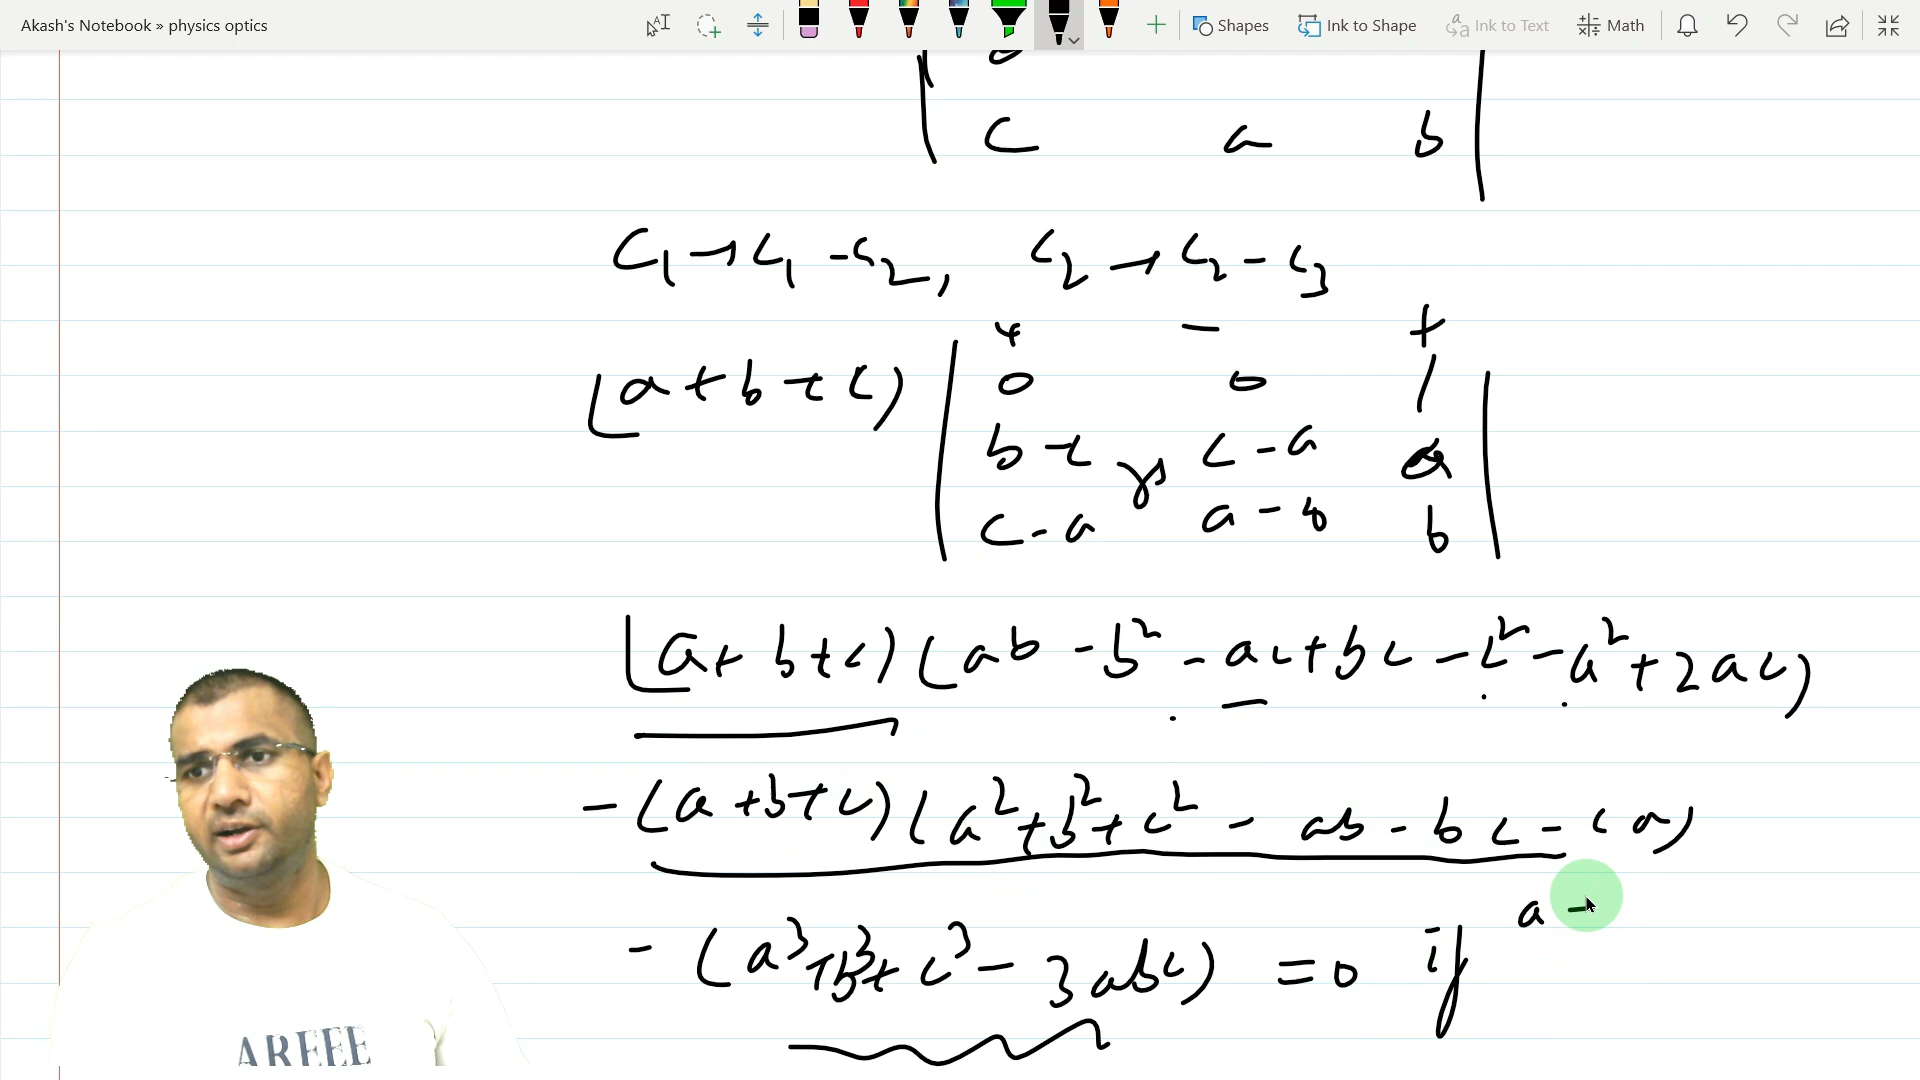 Akash's Notebook » physics optics
Shapes Ink to Shape Ink to Text Math
c a b
C₁→C₁-C₂, C₂→C₂-C₃
+ - +
(a+b+c) | 0 0 1 |
| b-c c-a a |
| c-a a-b b |
(a+b+c)(ab-b²-ac+bc-c²-a²+2ac)
-(a+b+c)(a²+b²+c²-ab-bc-ca)
-(a³+b³+c³-3abc) =0 if a -
AREEE